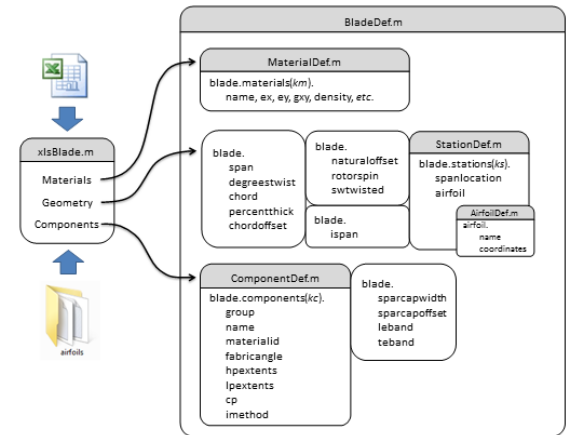 BladeDef.m
MaterialDef.m
blade.materials(km).
name, ex, ey, gxy, density, etc.
xlsBlade.m
Materials
Geometry
Components
airfoils
blade.
span
degreestwist
chord
percentthick
chordoffset
blade.
naturaloffset
rotorspin
swtwisted
blade.
ispan
StationDef.m
blade.stations(ks).
spanlocation
airfoil
AirfoilDef.m
airfoil.
name
coordinates
ComponentDef.m
blade.components(kc).
group
name
materialid
fabricangle
hpextents
lpextents
cp
imethod
blade.
sparcapwidth
sparcapoffset
leband
teband